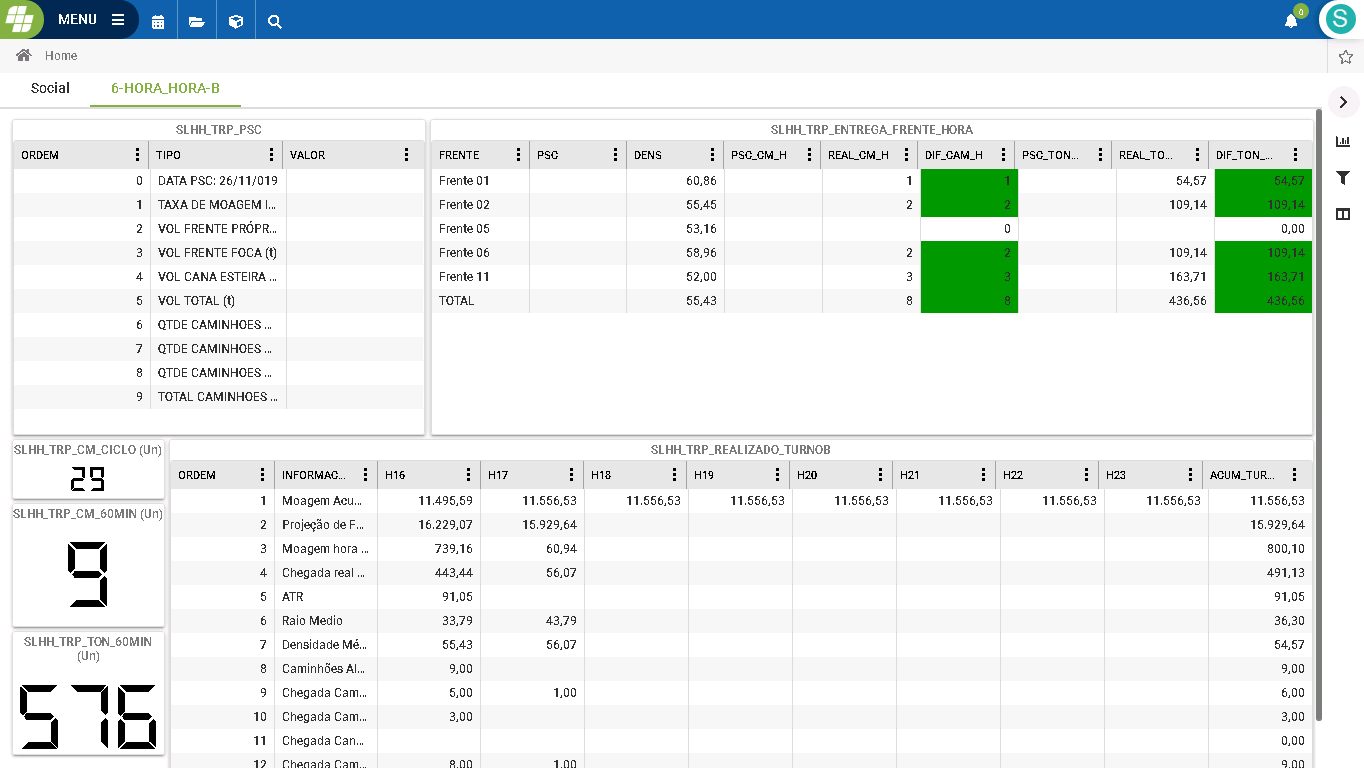 MENU
0
S
Home
Social 6-HORA_HORA-B
SLHH_TRP_PSC
ORDEM TIPO VALOR
0 DATA PSC: 26/11/019
1 TAXA DE MOAGEM I...
2 VOL FRENTE PRÓPR...
3 VOL FRENTE FOCA (t)
4 VOL CANA ESTEIRA ...
5 VOL TOTAL (t)
6 QTDE CAMINHOES ...
7 QTDE CAMINHOES ...
8 QTDE CAMINHOES ...
9 TOTAL CAMINHOES ...
SLHH_TRP_ENTREGA_FRENTE_HORA
FRENTE PSC DENS PSC_CM_H REAL_CM_H DIF_CAM_H PSC_TON... REAL_TO... DIF_TON_...
Frente 01 60,86 1 1 54,57 54,57
Frente 02 55,45 2 2 109,14 109,14
Frente 05 53,16 0 0,00
Frente 06 58,96 2 2 109,14 109,14
Frente 11 52,00 3 3 163,71 163,71
TOTAL 55,43 8 8 436,56 436,56
SLHH_TRP_CM_CICLO (Un)
29
SLHH_TRP_CM_60MIN (Un)
9
SLHH_TRP_TON_60MIN
(Un)
576
SLHH_TRP_REALIZADO_TURNOB
ORDEM INFORMAC... H16 H17 H18 H19 H20 H21 H22 H23 ACUM_TUR...
1 Moagem Acu... 11.495,59 11.556,53 11.556,53 11.556,53 11.556,53 11.556,53 11.556,53 11.556,53 11.556,53
2 Projeção de F... 16.229,07 15.929,64 15.929,64
3 Moagem hora ... 739,16 60,94 800,10
4 Chegada real ... 443,44 56,07 491,13
5 ATR 91,05 91,05
6 Raio Medio 33,79 43,79 36,30
7 Densidade Mé... 55,43 56,07 54,57
8 Caminhões Al... 9,00 9,00
9 Chegada Cam... 5,00 1,00 6,00
10 Chegada Cam... 3,00 3,00
11 Chegada Can... 0,00
12 Chegada Cam... 8,00 1,00 9,00